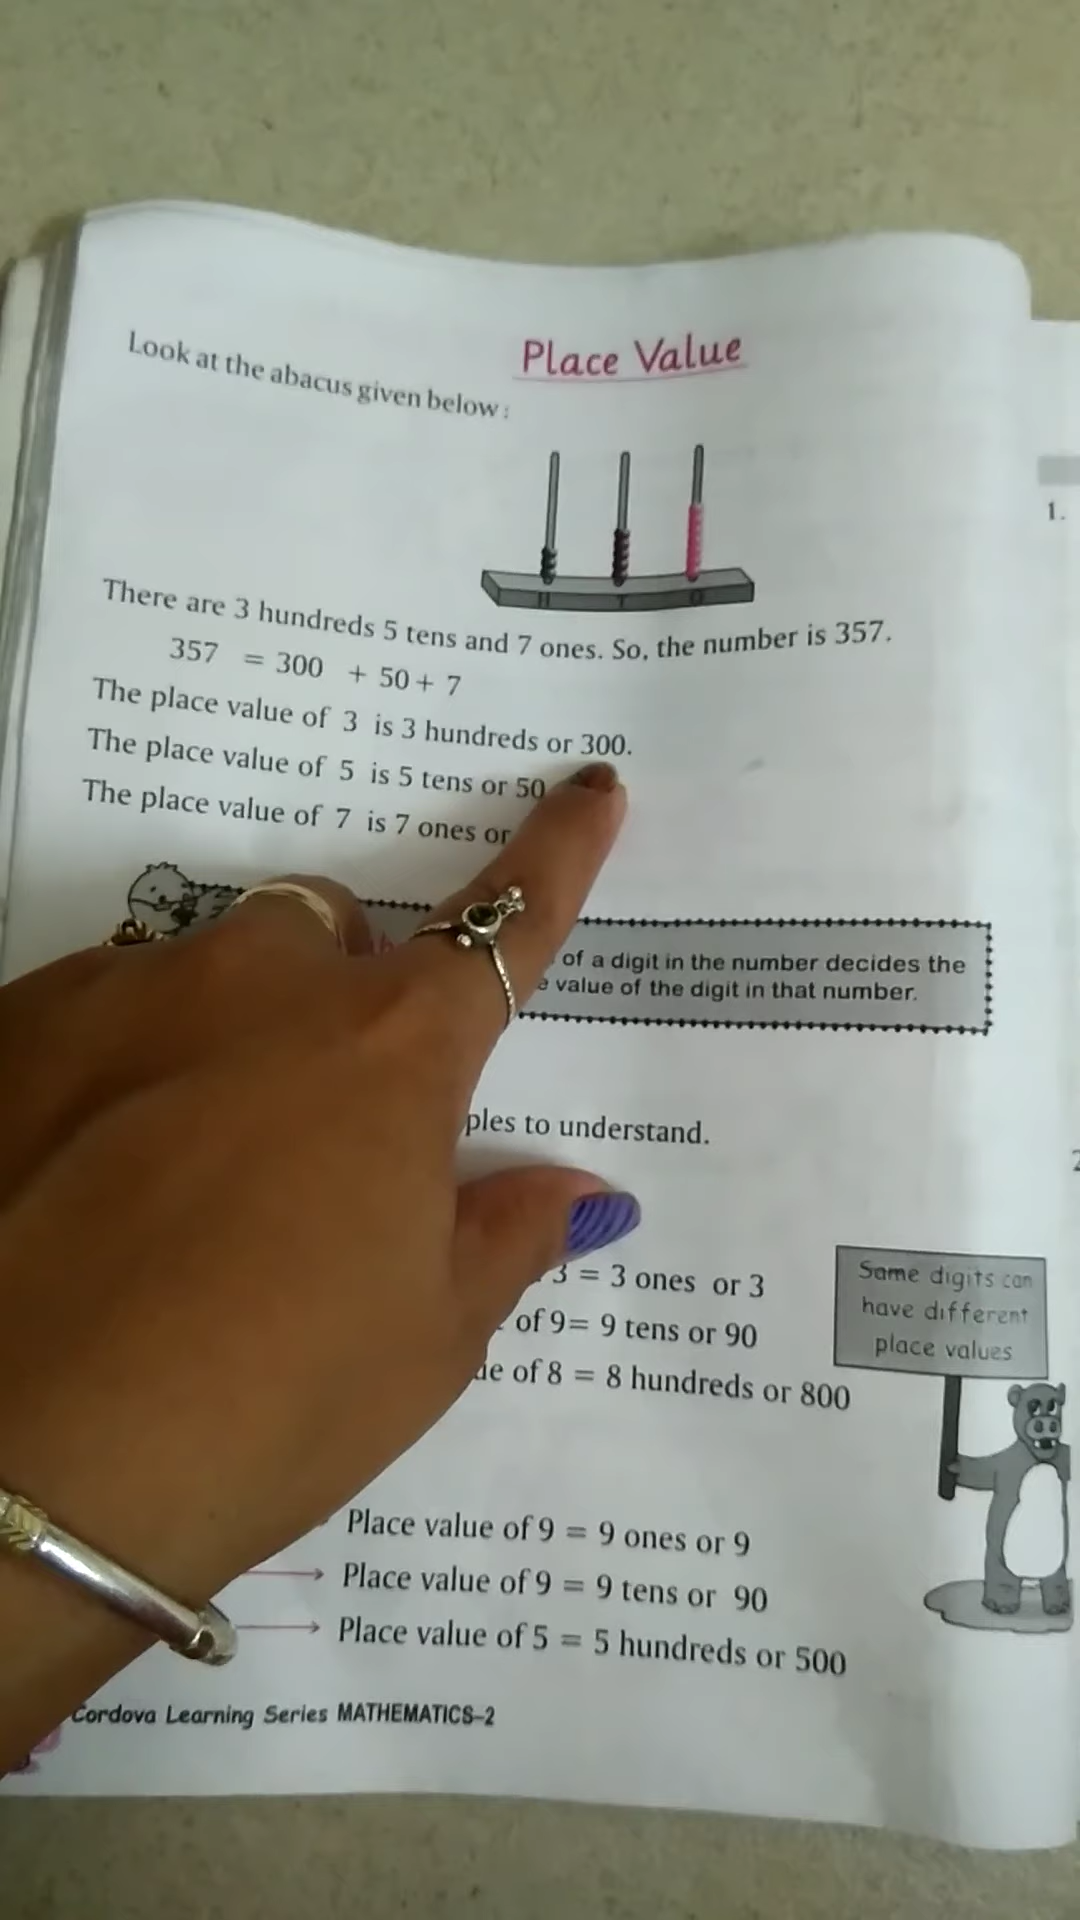 Place Value
Look at the abacus given below :
H T O
There are 3 hundreds 5 tens and 7 ones. So, the number is 357.
357 = 300 + 50 + 7
The place value of 3 is 3 hundreds or 300.
The place value of 5 is 5 tens or 50
The place value of 7 is 7 ones or
of a digit in the number decides the
value of the digit in that number.
to understand.
3 = 3 ones or 3
of 9= 9 tens or 90
of 8 = 8 hundreds or 800
Same digits can
have different
place values
Place value of 9 = 9 ones or 9
Place value of 9 = 9 tens or 90
Place value of 5 = 5 hundreds or 500
Cordova Learning Series MATHEMATICS-2
1.